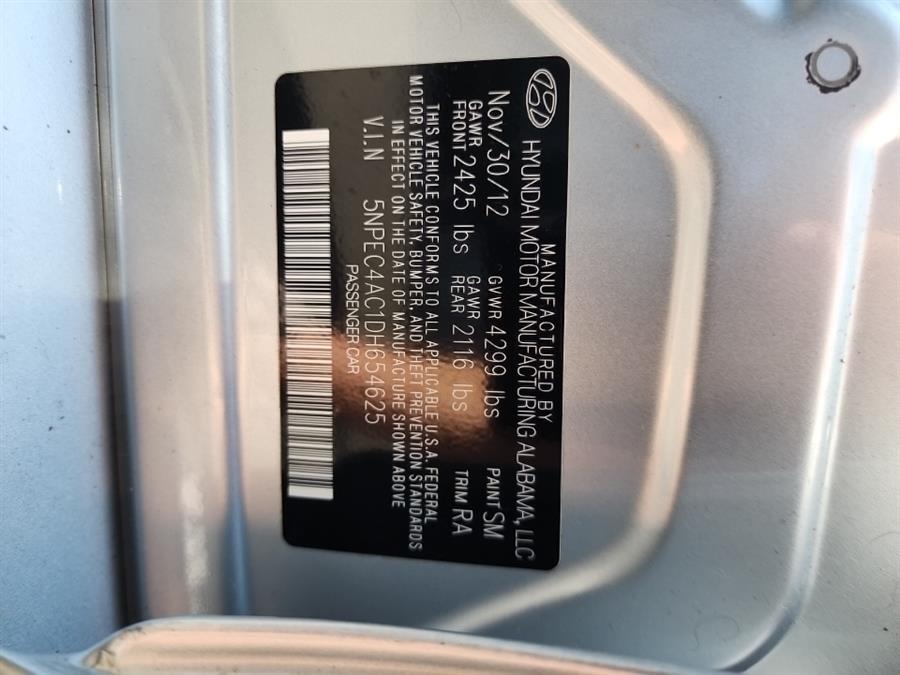 MANUFACTURED BY
HYUNDAI MOTOR MANUFACTURING ALABAMA, LLC
Nov/30/12 GVWR 4299 lbs PAINT SM
GAWR FRONT 2425 lbs GAWR REAR 2116 lbs TRIM RA
THIS VEHICLE CONFORMS TO ALL APPLICABLE U.S.A. FEDERAL
MOTOR VEHICLE SAFETY, BUMPER, AND THEFT PREVENTION STANDARDS
IN EFFECT ON THE DATE OF MANUFACTURE SHOWN ABOVE
V.I.N 5NPEC4AC1DH654625
PASSENGER CAR